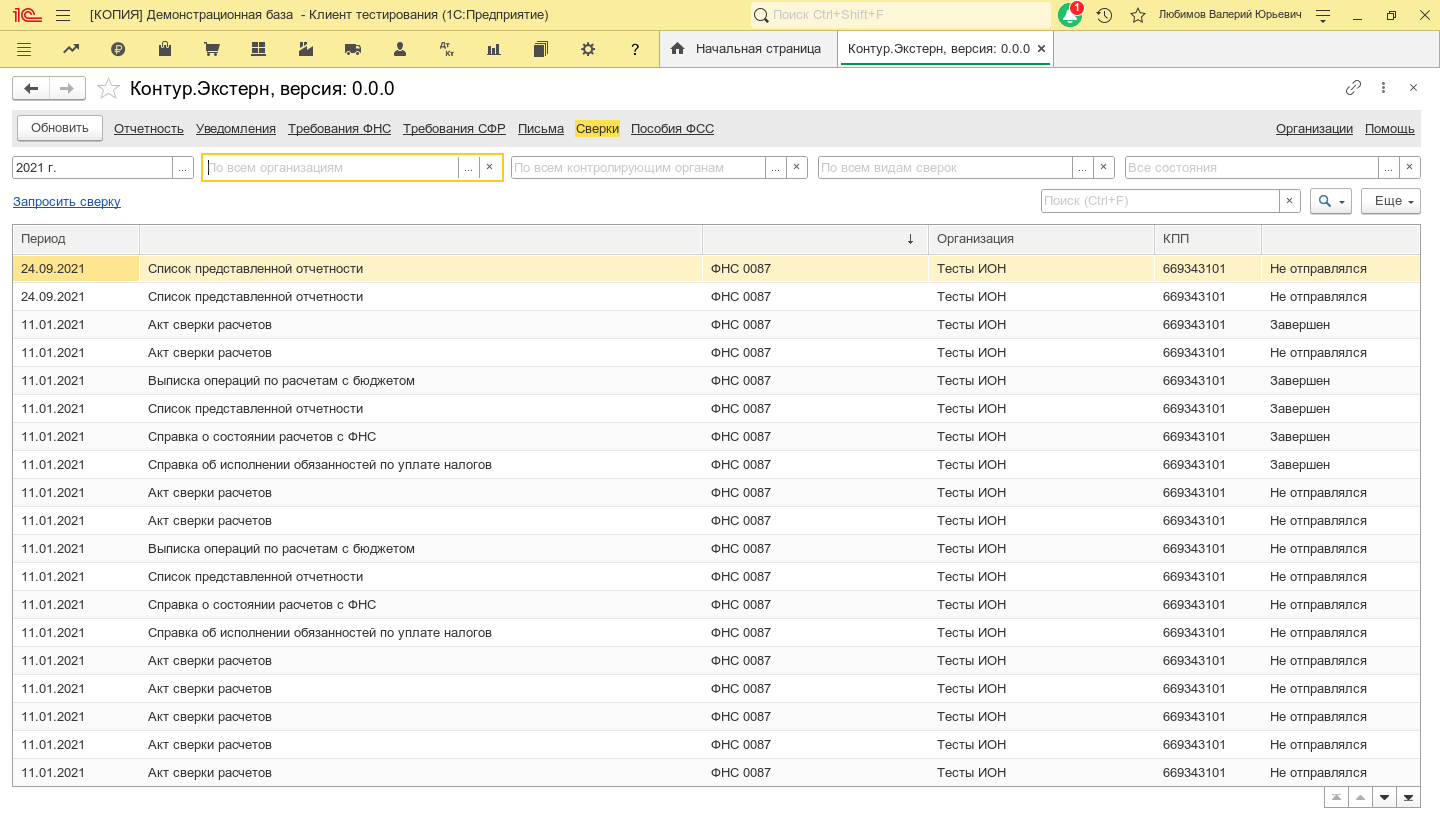 1С [КОПИЯ] Демонстрационная база - Клиент тестирования (1С:Предприятие) Поиск Ctrl+Shift+F 1 Любимов Валерий Юрьевич
Дт Кт ? Начальная страница Контур.Экстерн, версия: 0.0.0 ×
Контур.Экстерн, версия: 0.0.0
Обновить Отчетность Уведомления Требования ФНС Требования СФР Письма Сверки Пособия ФСС Организации Помощь
2021 г. ... По всем организациям ... × По всем контролирующим органам ... × По всем видам сверок ... × Все состояния ... ×
Запросить сверку Поиск (Ctrl+F) × Еще
Период ↓ Организация КПП
24.09.2021 Список представленной отчетности ФНС 0087 Тесты ИОН 669343101 Не отправлялся
24.09.2021 Список представленной отчетности ФНС 0087 Тесты ИОН 669343101 Не отправлялся
11.01.2021 Акт сверки расчетов ФНС 0087 Тесты ИОН 669343101 Завершен
11.01.2021 Акт сверки расчетов ФНС 0087 Тесты ИОН 669343101 Не отправлялся
11.01.2021 Выписка операций по расчетам с бюджетом ФНС 0087 Тесты ИОН 669343101 Завершен
11.01.2021 Список представленной отчетности ФНС 0087 Тесты ИОН 669343101 Завершен
11.01.2021 Справка о состоянии расчетов с ФНС ФНС 0087 Тесты ИОН 669343101 Завершен
11.01.2021 Справка об исполнении обязанностей по уплате налогов ФНС 0087 Тесты ИОН 669343101 Завершен
11.01.2021 Акт сверки расчетов ФНС 0087 Тесты ИОН 669343101 Не отправлялся
11.01.2021 Акт сверки расчетов ФНС 0087 Тесты ИОН 669343101 Не отправлялся
11.01.2021 Выписка операций по расчетам с бюджетом ФНС 0087 Тесты ИОН 669343101 Не отправлялся
11.01.2021 Список представленной отчетности ФНС 0087 Тесты ИОН 669343101 Не отправлялся
11.01.2021 Справка о состоянии расчетов с ФНС ФНС 0087 Тесты ИОН 669343101 Не отправлялся
11.01.2021 Справка об исполнении обязанностей по уплате налогов ФНС 0087 Тесты ИОН 669343101 Не отправлялся
11.01.2021 Акт сверки расчетов ФНС 0087 Тесты ИОН 669343101 Не отправлялся
11.01.2021 Акт сверки расчетов ФНС 0087 Тесты ИОН 669343101 Не отправлялся
11.01.2021 Акт сверки расчетов ФНС 0087 Тесты ИОН 669343101 Не отправлялся
11.01.2021 Акт сверки расчетов ФНС 0087 Тесты ИОН 669343101 Не отправлялся
11.01.2021 Акт сверки расчетов ФНС 0087 Тесты ИОН 669343101 Не отправлялся